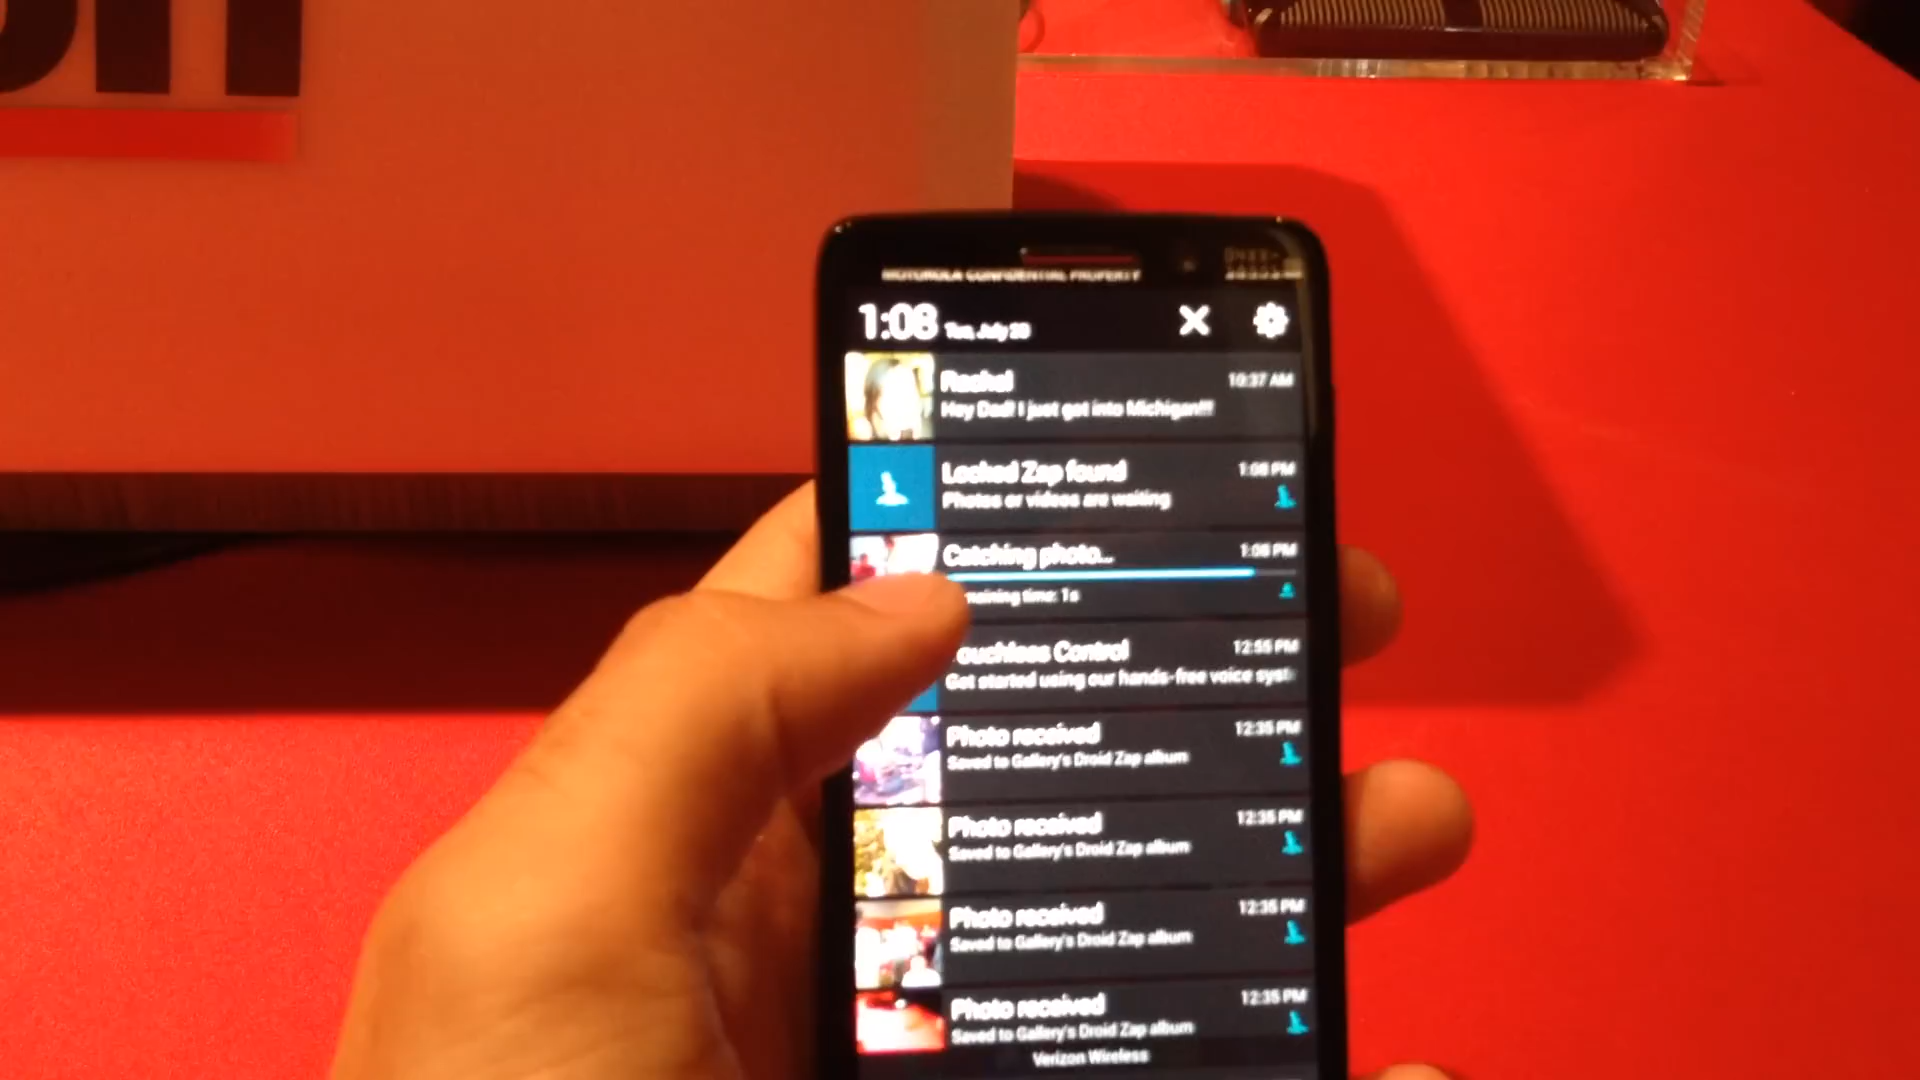 MOTOROLA CONFIDENTIAL PROPERTY
1:08 Tue, July 23
Rachel 10:37 AM
Hey Dad! I just got into Michigan!!!
Locked Zap found 1:08 PM
Photos or videos are waiting
Catching photo... 1:08 PM
maining time: 1s
ouchless Control 12:55 PM
Get started using our hands-free voice syst
Photo received 12:35 PM
Saved to Gallery's Droid Zap album
Photo received 12:35 PM
Saved to Gallery's Droid Zap album
Photo received 12:35 PM
Saved to Gallery's Droid Zap album
Photo received 12:35 PM
Saved to Gallery's Droid Zap album
Verizon Wireless